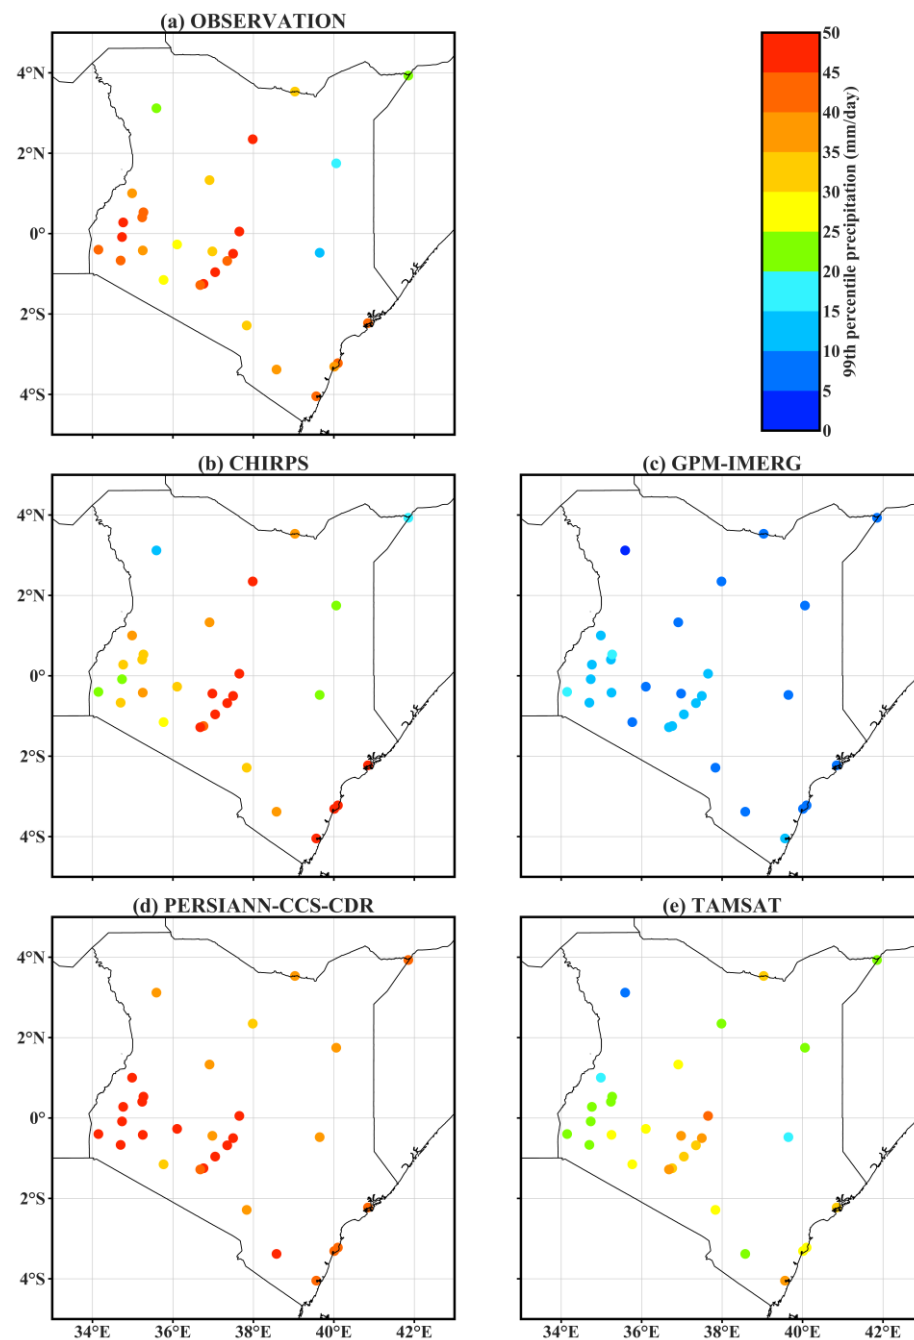 (a) OBSERVATION
4°N
2°N
0°
2°S
4°S
50
45
40
35
30
25
20
15
10
5
0
99th percentile precipitation (mm/day)
(b) CHIRPS
(c) GPM-IMERG
4°N
2°N
0°
2°S
4°S
(d) PERSIANN-CCS-CDR
(e) TAMSAT
4°N
2°N
0°
2°S
4°S
34°E 36°E 38°E 40°E 42°E
34°E 36°E 38°E 40°E 42°E